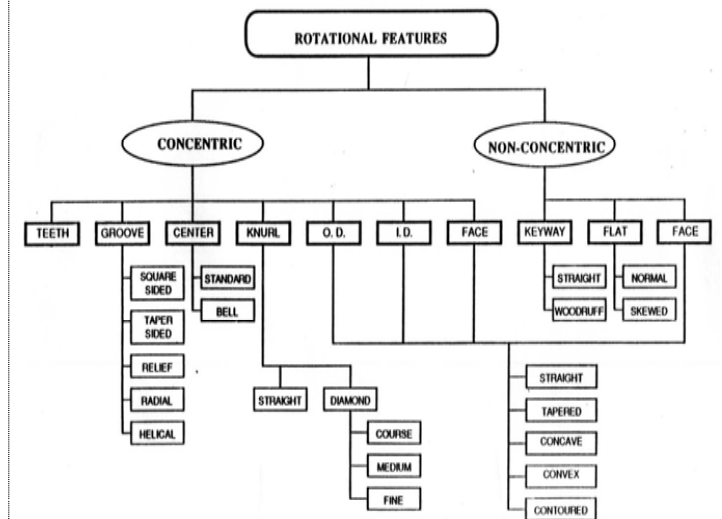 ROTATIONAL FEATURES
CONCENTRIC
NON-CONCENTRIC
TEETH
GROOVE
CENTER
KNURL
O. D.
I. D.
FACE
KEYWAY
FLAT
FACE
SQUARE
SIDED
TAPER
SIDED
RELIEF
RADIAL
HELICAL
STANDARD
BELL
STRAIGHT
DIAMOND
COURSE
MEDIUM
FINE
STRAIGHT
WOODRUFF
NORMAL
SKEWED
STRAIGHT
TAPERED
CONCAVE
CONVEX
CONTOURED